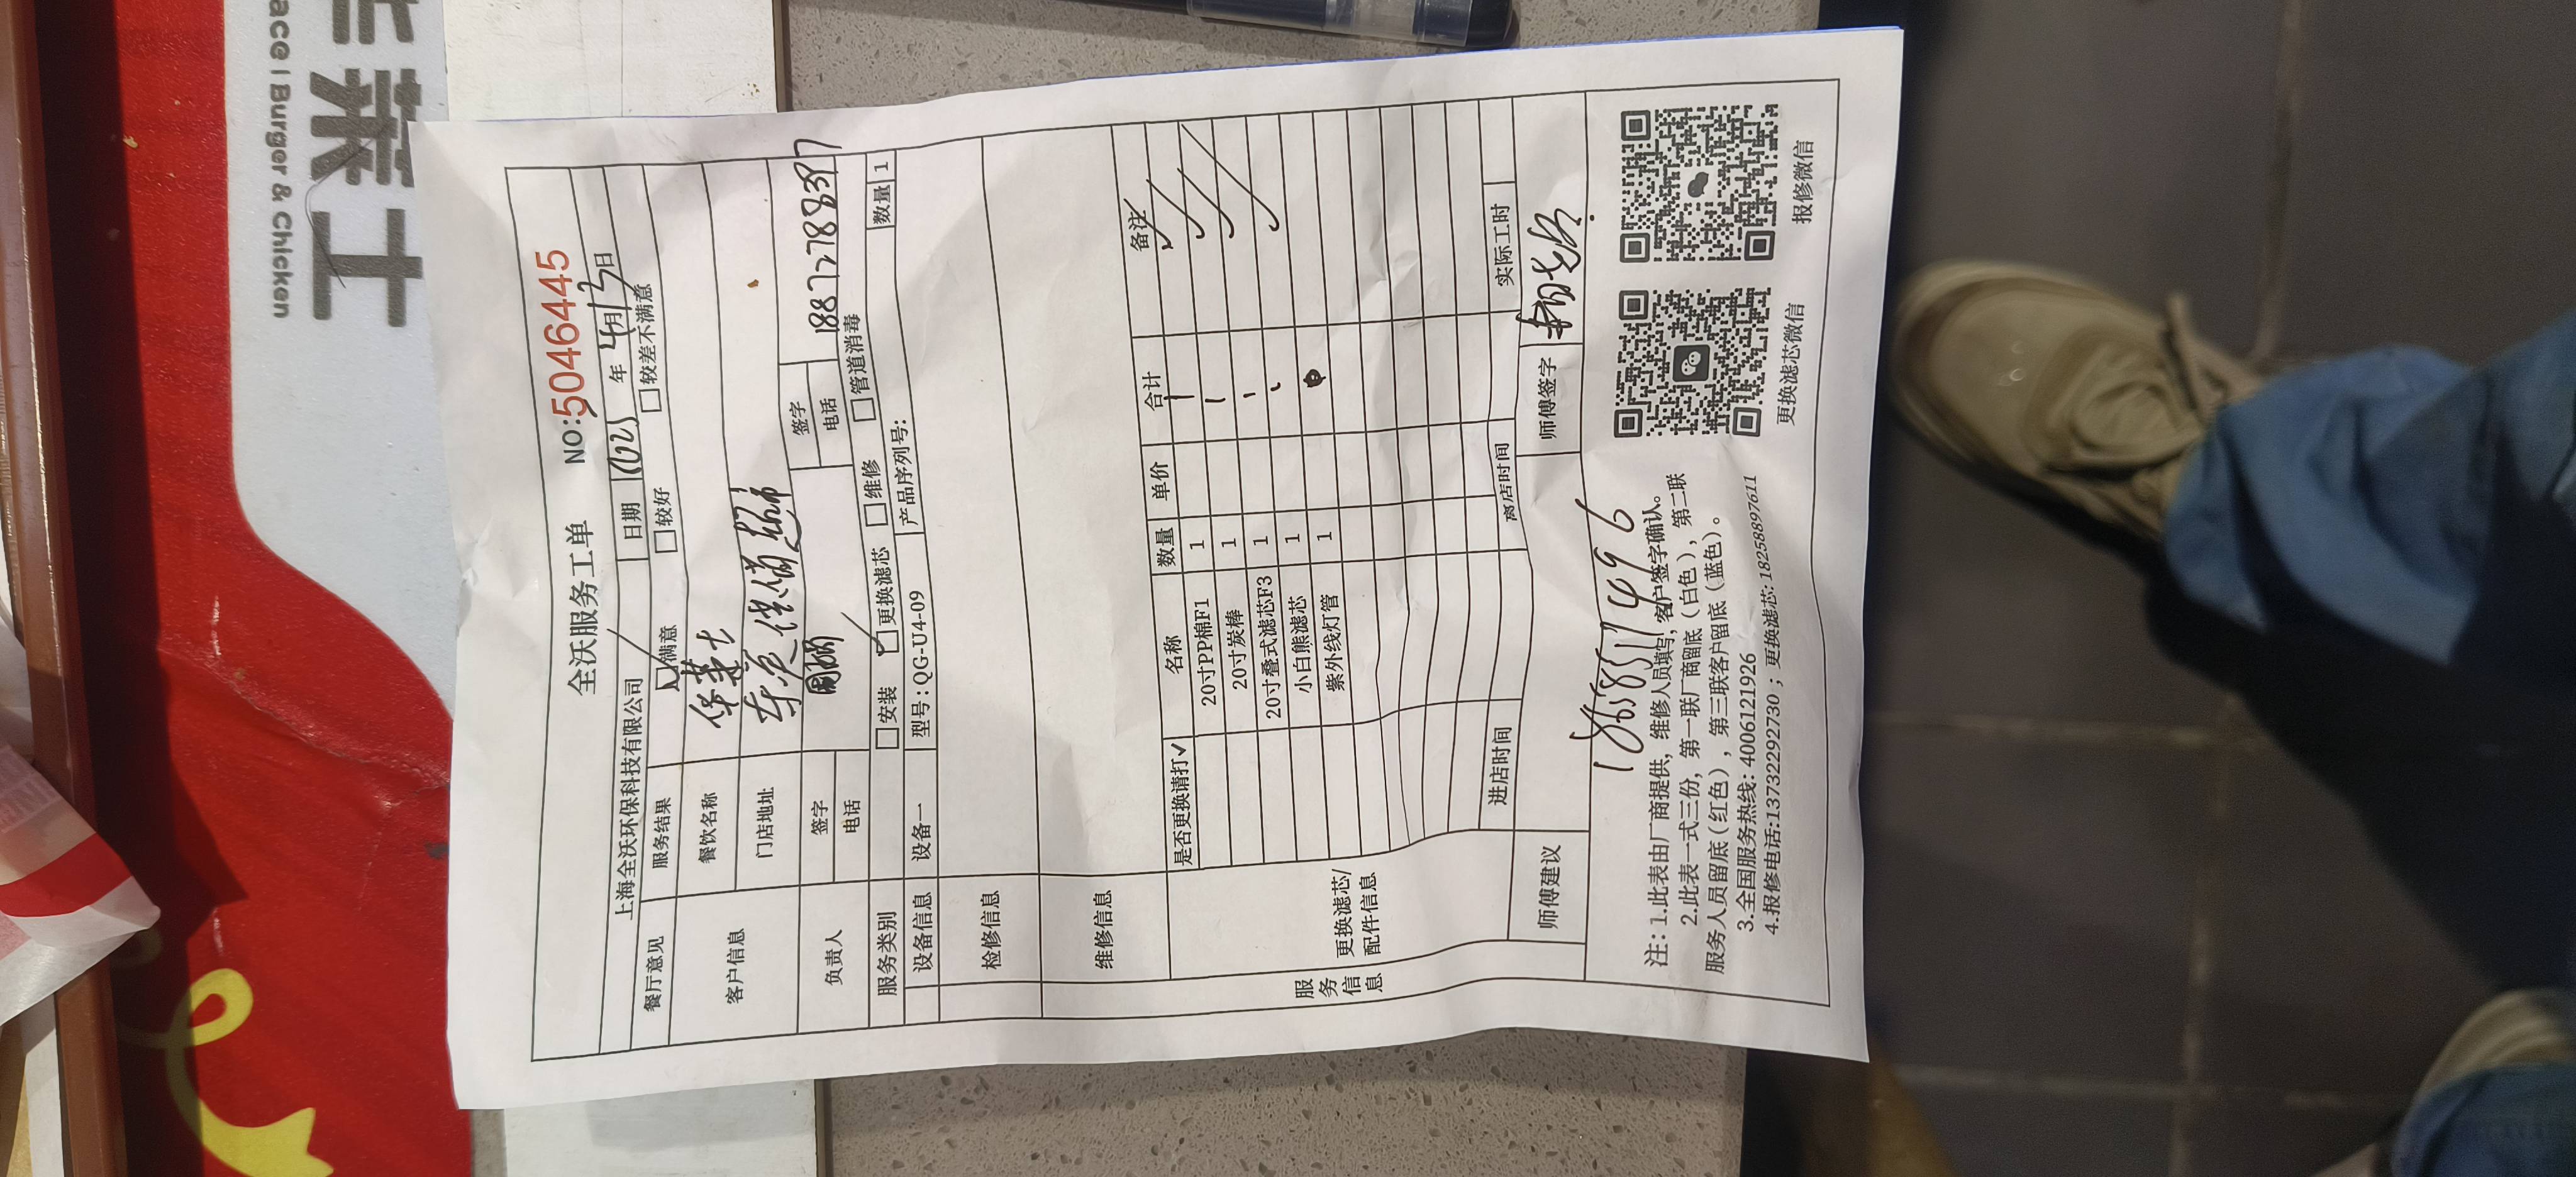 莱士
ace | Burger & Chicken
全沃服务工单 NO:5046445
上海全沃环保科技有限公司 日期 年 4月13日
餐厅意见 服务结果 满意 较好 较差不满意
客户信息 餐饮名称 华莱士
门店地址
负责人 签字 签字
电话 电话 18872788397
服务类别 安装 更换滤芯 维修 管道消毒
设备信息 设备一 型号:QG-U4-09 产品序列号: 数量 1
检修信息
维修信息
服务信息
更换滤芯/配件信息
是否更换请打✓ 名称 数量 单价 合计 备注
20寸PP棉F1 1 1 ✓
20寸炭棒 1 1 ✓
20寸叠式滤芯F3 1 1 ✓
小白熊滤芯 1 1 ✓
紫外线灯管 1
进店时间 离店时间 实际工时
师傅建议 师傅签字
注:1.此表由厂商提供,维修人员填写,客户签字确认。
2.此表一式三份,第一联厂商留底(白色),第二联
服务人员留底(红色),第三联客户留底(蓝色)。
3.全国服务热线:4006121926
4.报修电话:13732292730;更换滤芯:18258897611
更换滤芯微信
报修微信